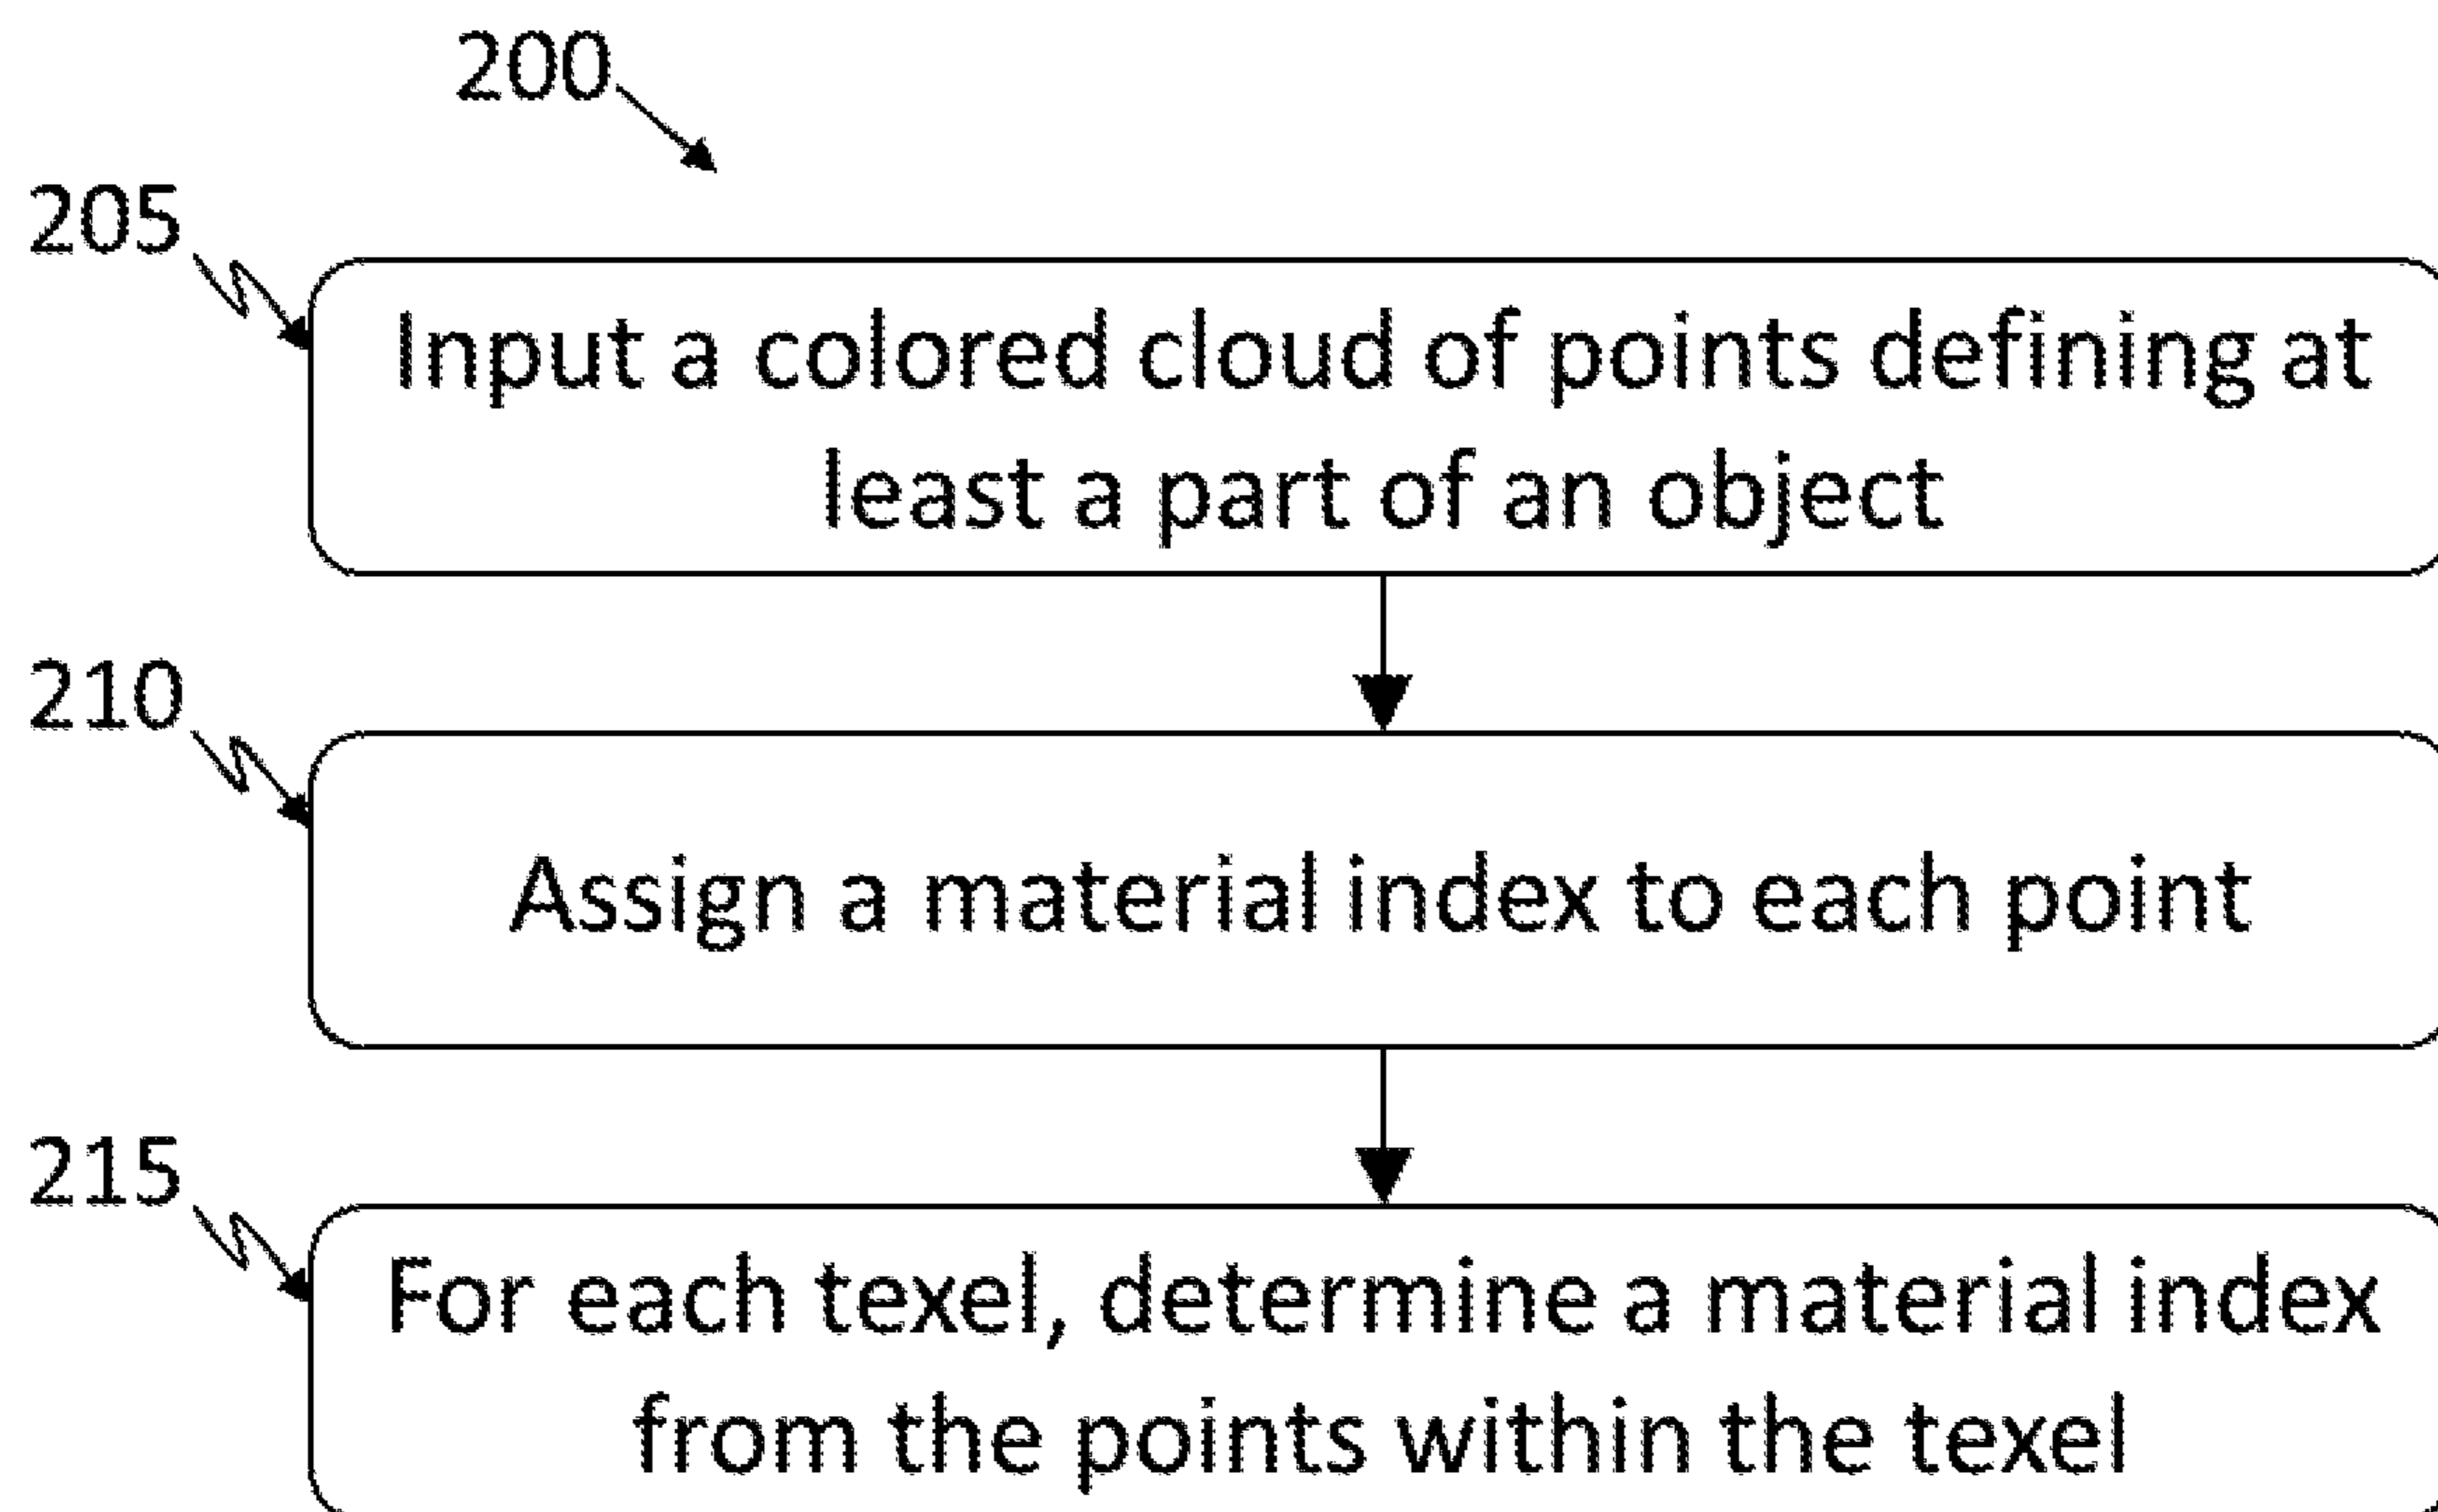 200
205
Input a colored cloud of points defining at
least a part of an object
210
Assign a material index to each point
215
For each texel, determine a material index
from the points within the texel